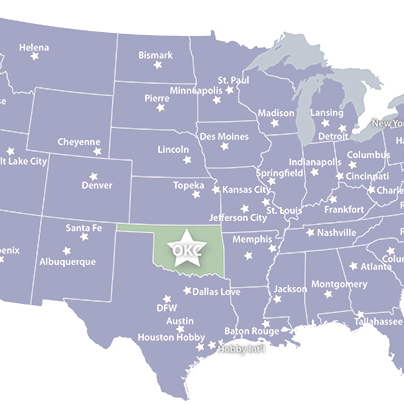 Helena
Bismark
St. Paul
Minneapolis
Pierre
Madison
Lansing
New York
Detroit
Des Moines
Cheyenne
Lincoln
Indianapolis
Columbus
lt Lake City
Denver
Topeka
Kansas City
Springfield
Cincinnati
Charle
Jefferson City
St. Louis
Frankfort
Santa Fe
OKC
Memphis
Nashville
Albuquerque
Atlanta
Colu
enix
Dallas Love
DFW
Jackson
Montgomery
Austin
Houston Hobby
Baton Rouge
Tallahassee
Hobby Int'l